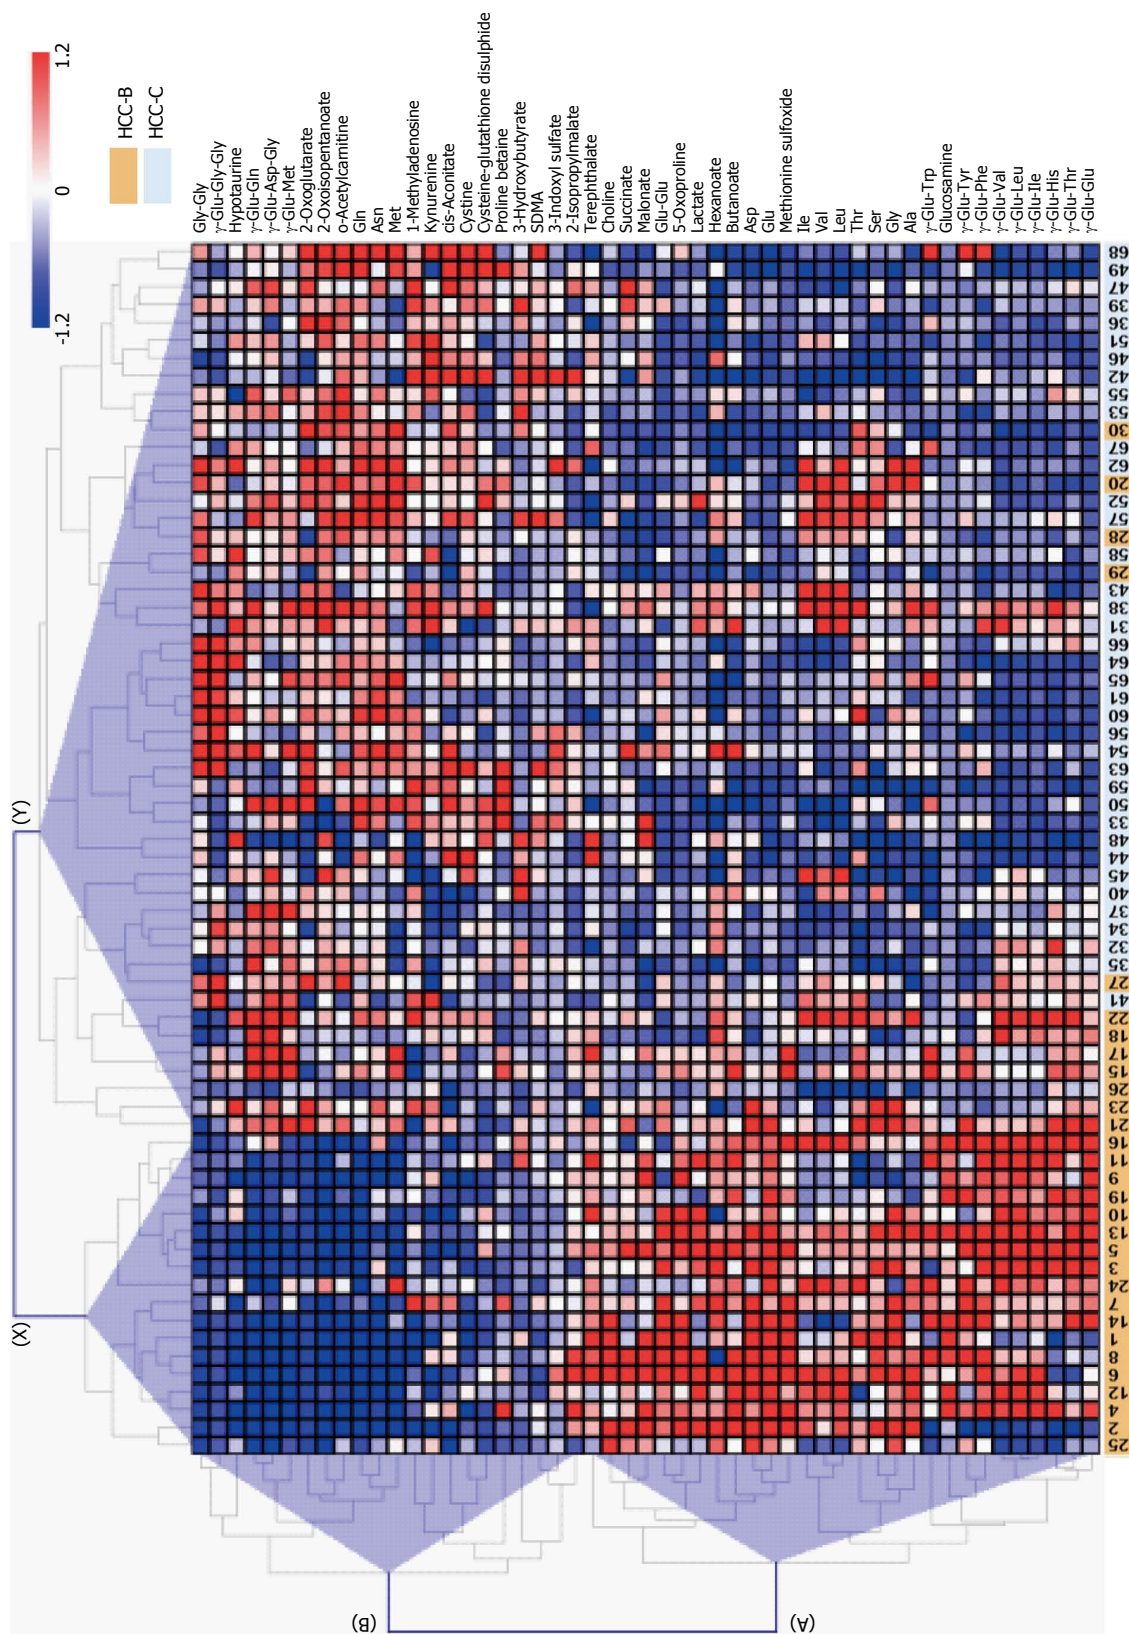 1.2
0
-1.2
HCC-B
HCC-C
Gly-Gly
γ-Glu-Gly-Gly
Hypotaurine
γ-Glu-Gln
γ-Glu-Asp-Gly
γ-Glu-Met
2-Oxoglutarate
2-Oxoisopentanoate
o-Acetylcarnitine
Gln
Asn
Met
1-Methyladenosine
Kynurenine
cis-Aconitate
Cystine
Cysteine-glutathione disulphide
Proline betaine
3-Hydroxybutyrate
SDMA
3-Indoxyl sulfate
2-Isopropylmalate
Terephthalate
Choline
Succinate
Malonate
Glu-Glu
5-Oxoproline
Lactate
Hexanoate
Butanoate
Asp
Glu
Methionine sulfoxide
Ile
Val
Leu
Thr
Ser
Gly
Ala
γ-Glu-Trp
Glucosamine
γ-Glu-Tyr
γ-Glu-Phe
γ-Glu-Val
γ-Glu-Leu
γ-Glu-Ile
γ-Glu-His
γ-Glu-Thr
γ-Glu-Glu
(Y)
(X)
(B)
(A)
68
49
47
39
36
51
46
42
55
53
30
67
62
20
52
57
28
58
29
43
38
31
66
64
65
61
60
56
54
63
59
50
33
48
44
45
40
37
34
32
35
27
41
22
18
17
15
26
23
21
16
11
9
19
10
13
5
3
24
7
14
1
8
6
12
4
2
25